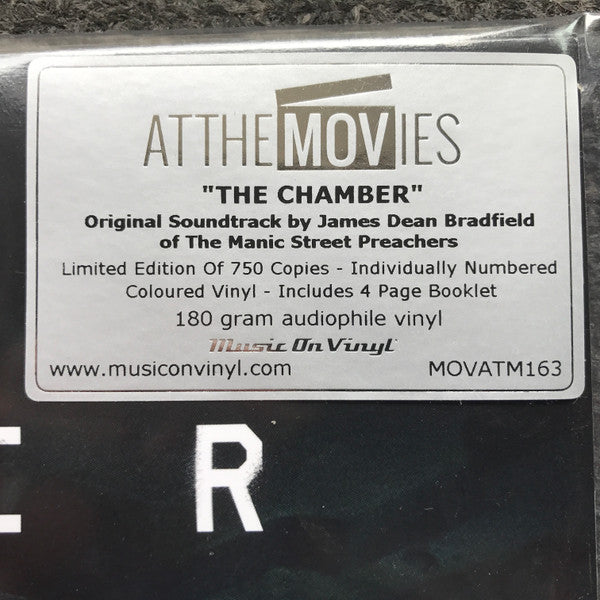 ATTHEMOVIES
"THE CHAMBER"
Original Soundtrack by James Dean Bradfield
of The Manic Street Preachers
Limited Edition Of 750 Copies - Individually Numbered
Coloured Vinyl - Includes 4 Page Booklet
180 gram audiophile vinyl
Music On Vinyl
www.musiconvinyl.com MOVATM163
E R